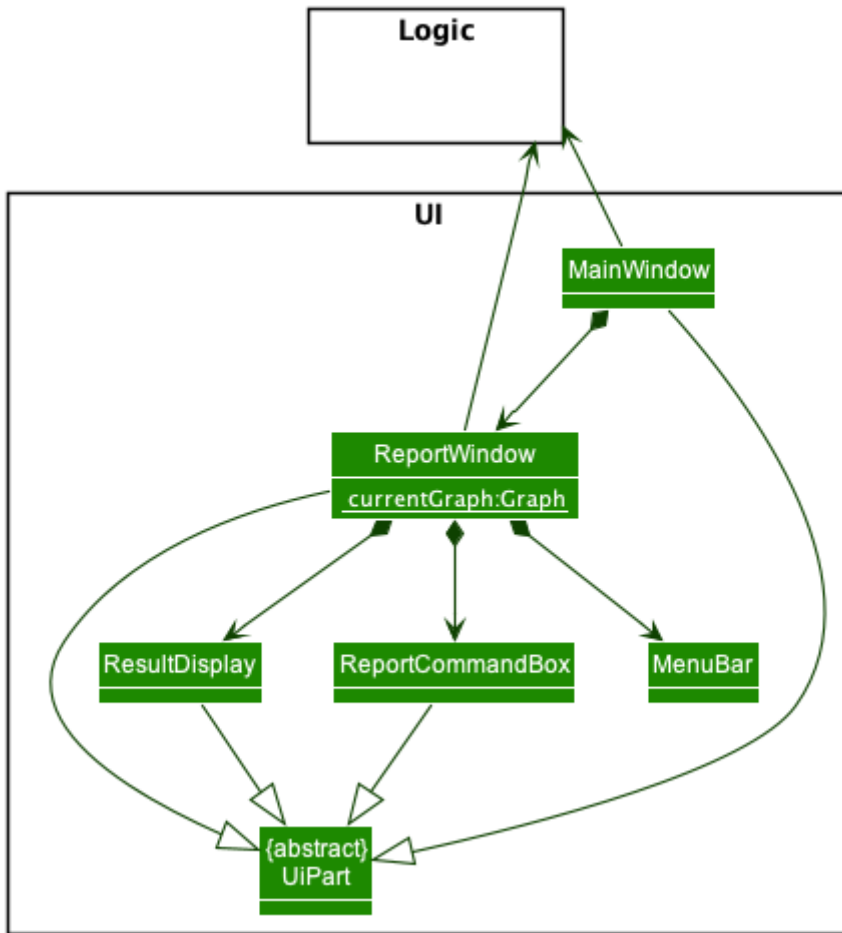 Logic
UI
MainWindow
ReportWindow
currentGraph:Graph
ResultDisplay
ReportCommandBox
MenuBar
{abstract}
UiPart